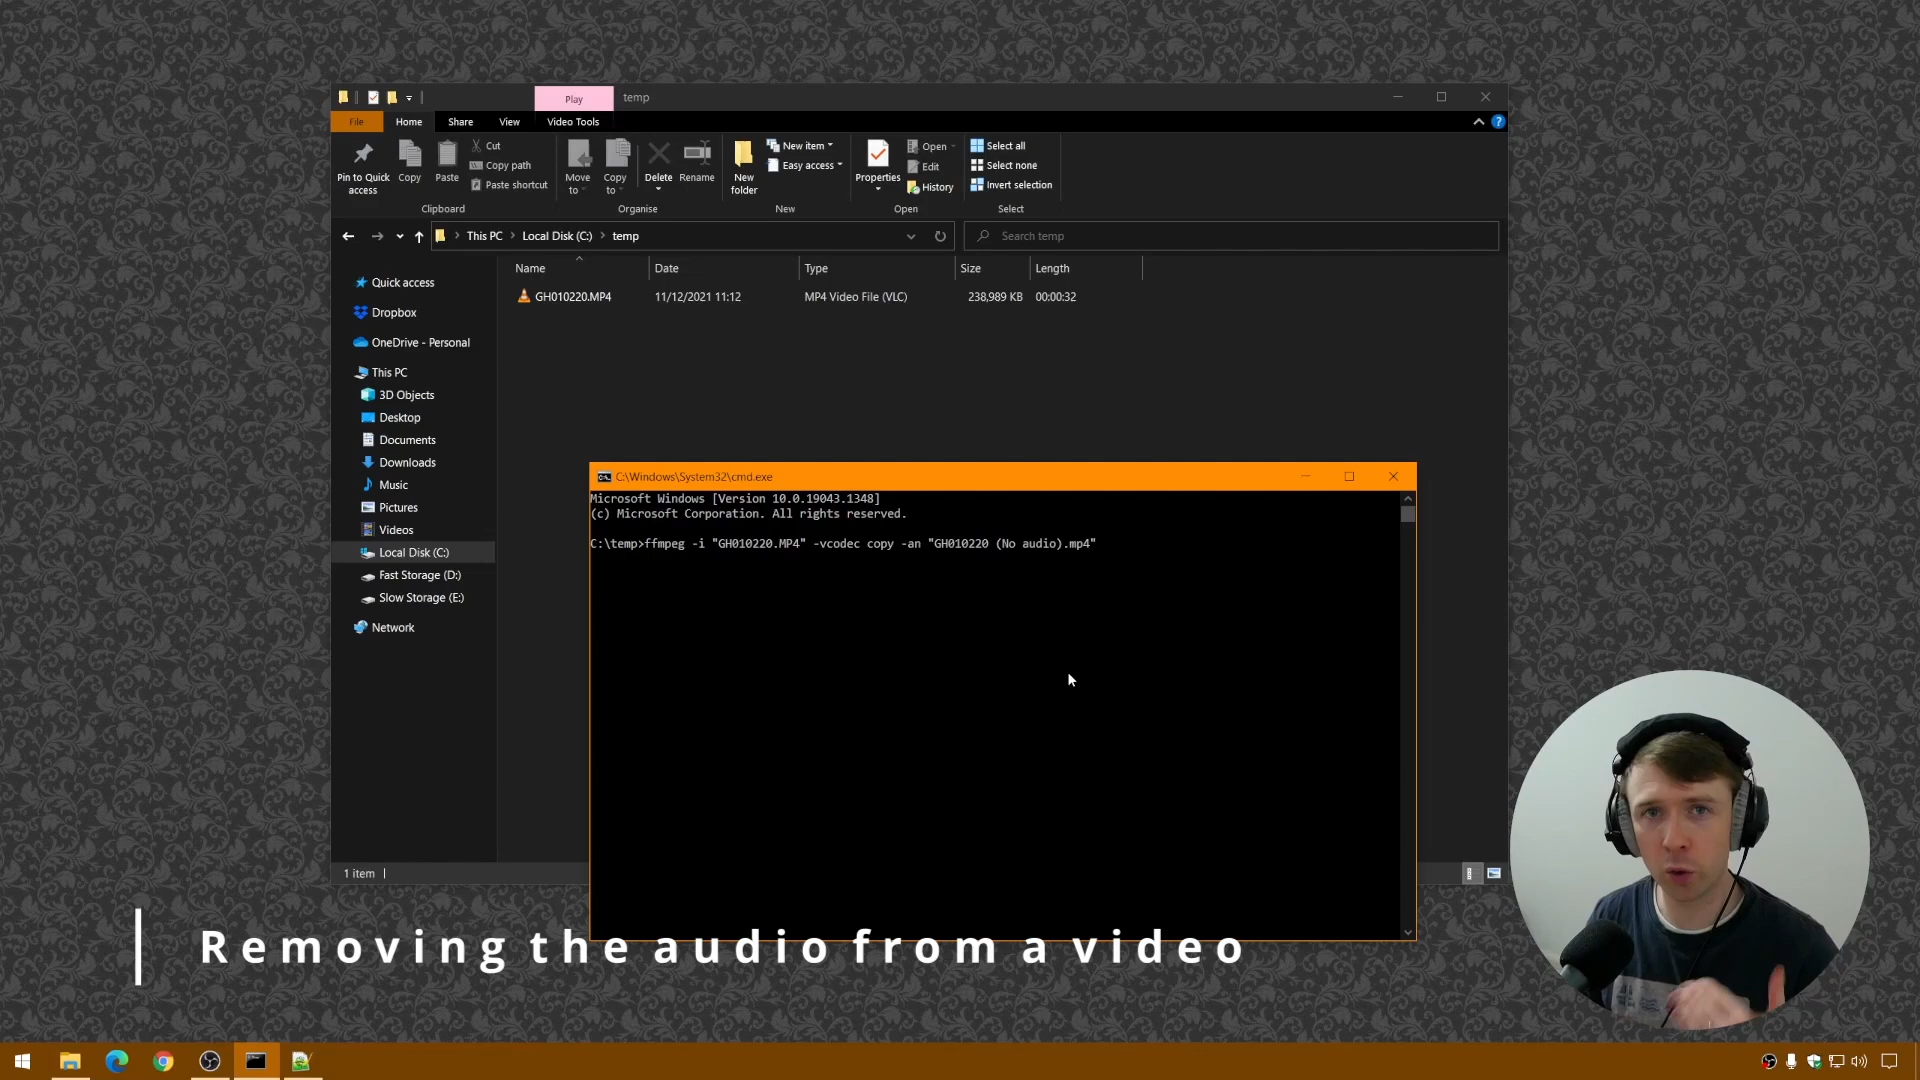 Play temp
File Home Share View Video Tools
Pin to Quick access
Copy
Paste
Cut
Copy path
Paste shortcut
Clipboard
Move to
Copy to
Delete
Rename
Organise
New folder
New item
Easy access
New
Properties
Open
Edit
History
Open
Select all
Select none
Invert selection
Select
This PC > Local Disk (C:) > temp
Search temp
Name Date Type Size Length
GH010220.MP4 11/12/2021 11:12 MP4 Video File (VLC) 238,989 KB 00:00:32
Quick access
Dropbox
OneDrive - Personal
This PC
3D Objects
Desktop
Documents
Downloads
Music
Pictures
Videos
Local Disk (C:)
Fast Storage (D:)
Slow Storage (E:)
Network
1 item
C:\Windows\System32\cmd.exe
Microsoft Windows [Version 10.0.19043.1348]
(c) Microsoft Corporation. All rights reserved.
C:\temp>ffmpeg -i "GH010220.MP4" -vcodec copy -an "GH010220 (No audio).mp4"
Removing the audio from a video